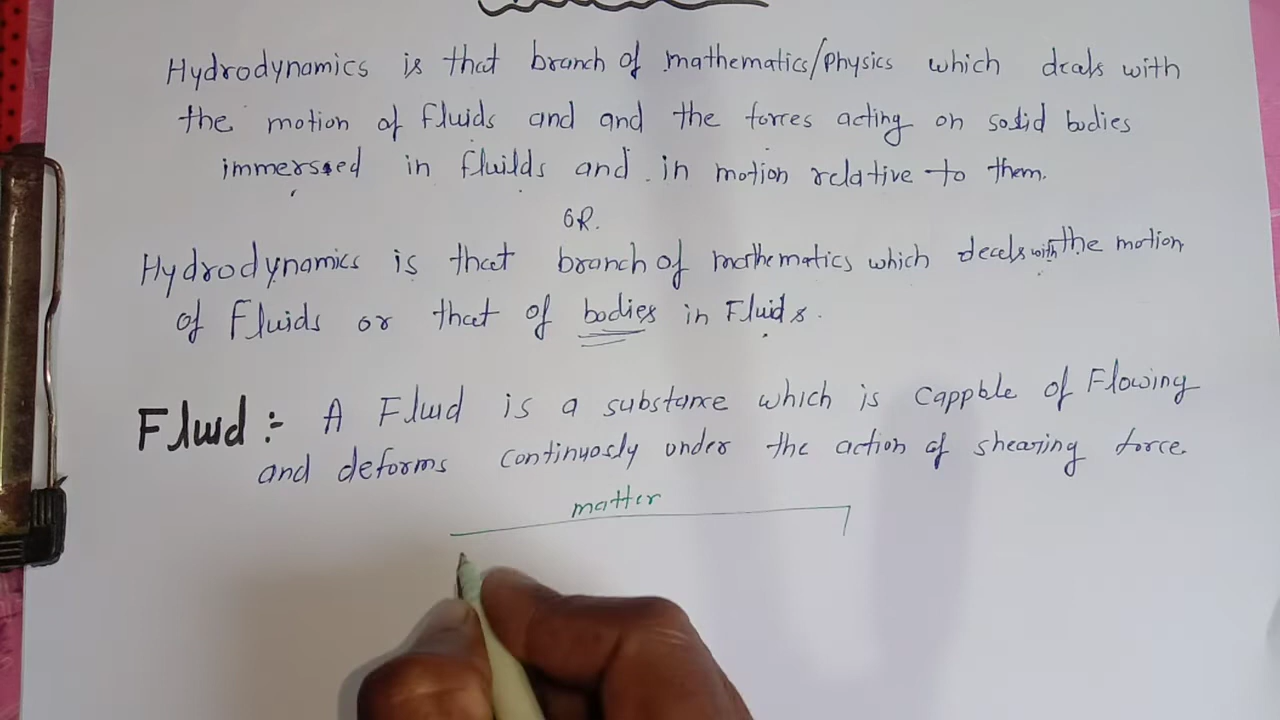 Hydrodynamics is that branch of mathematics/physics which deals with
the motion of fluids and and the forces acting on solid bodies
immersed in fluilds and in motion relative to them.
OR.
Hydrodynamics is that branch of mathematics which deals with the motion
of Fluids or that of bodies in Fluids.
Fluid :- A Fluid is a substance which is cappble of Flowing
and deforms continuosly under the action of shearing force.
matter